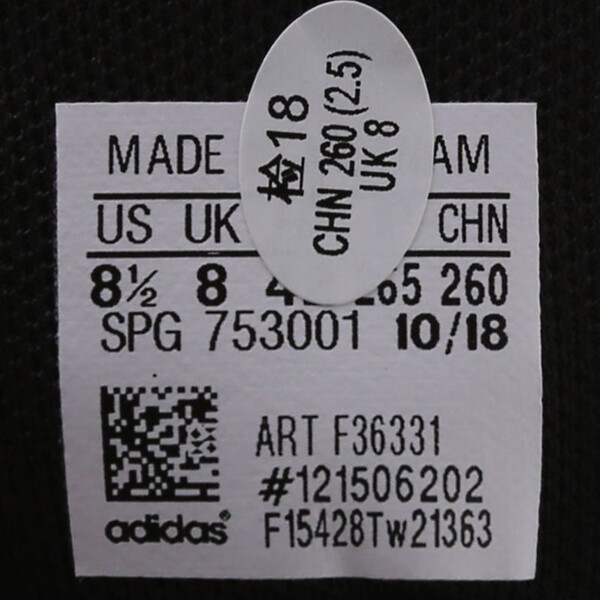 检18
CHN 260 (2.5)
UK 8
MADE AM
US UK CHN
8½ 8 4 265 260
SPG 753001 10/18
ART F36331
#121506202
adidas® F15428Tw21363